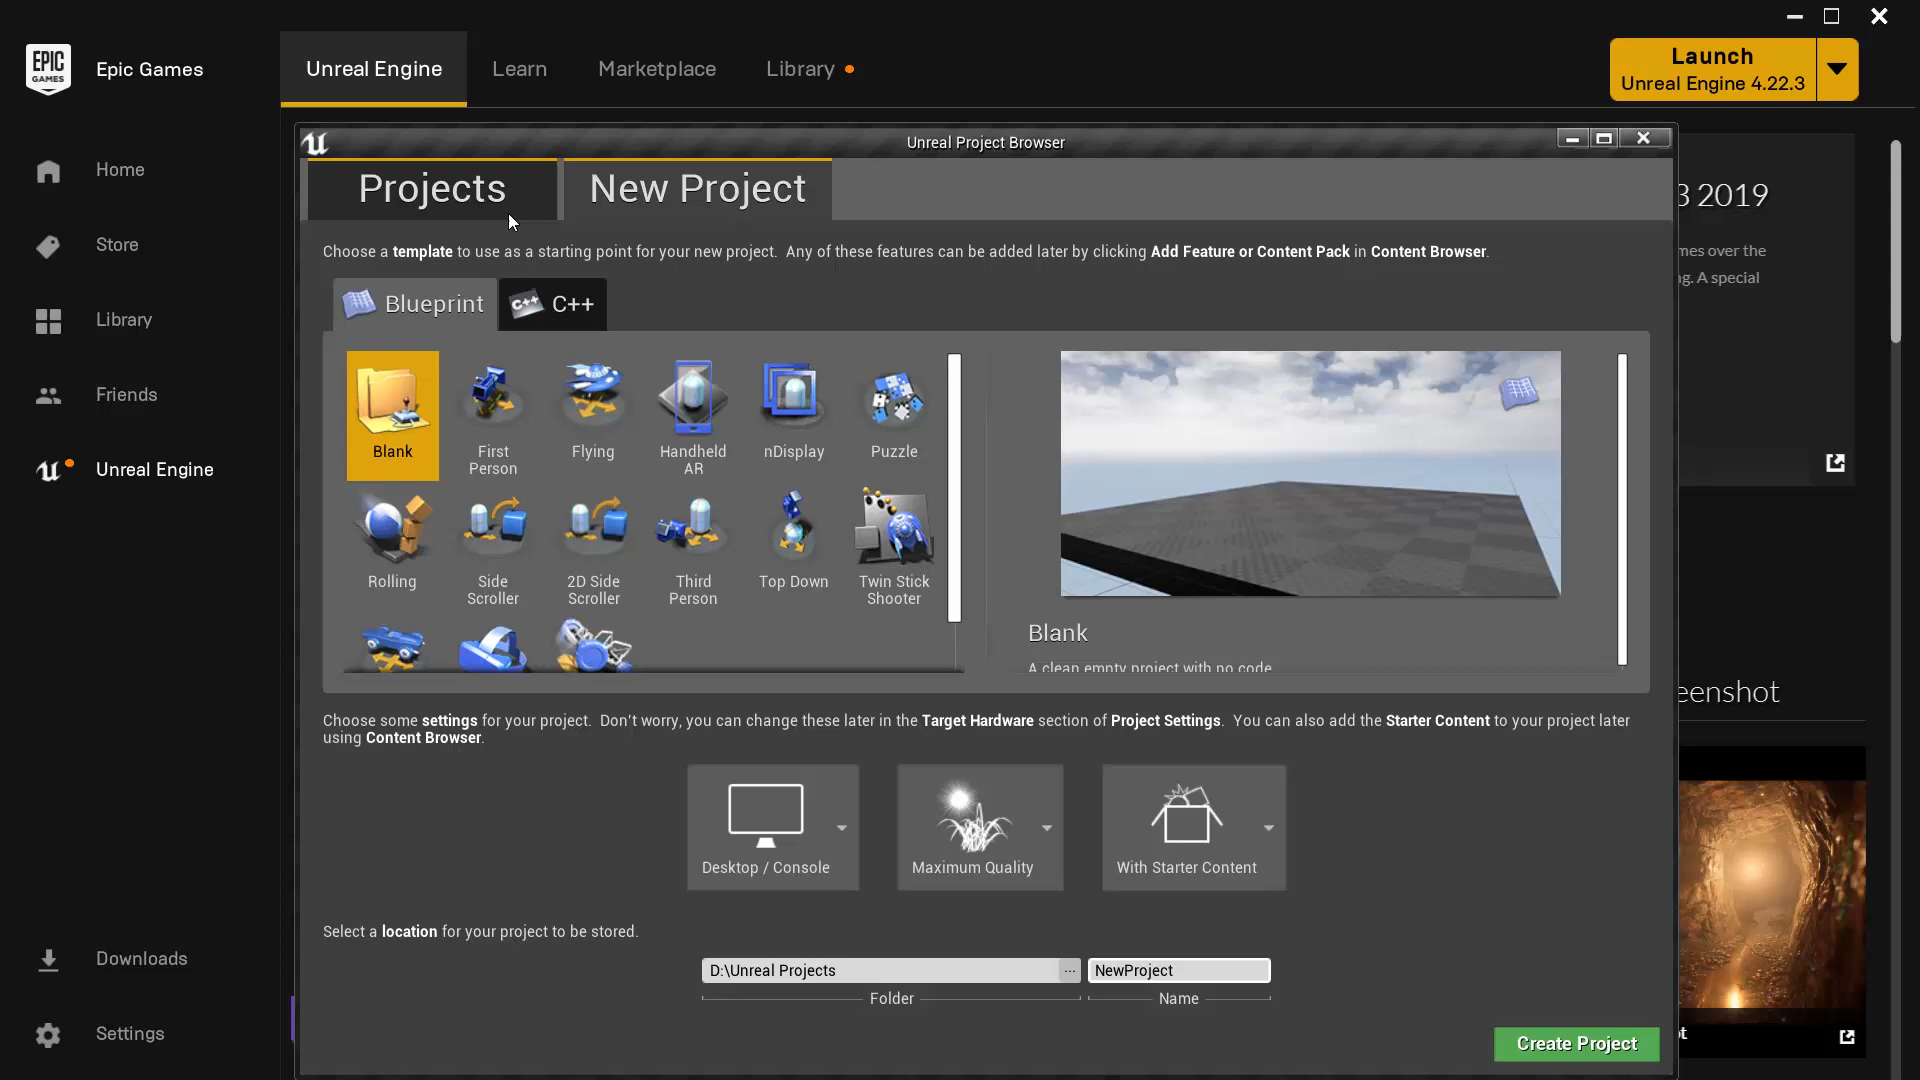 EPIC
GAMES
Epic Games
Unreal Engine
Learn
Marketplace
Library
Launch
Unreal Engine 4.22.3
Home
Store
Library
Friends
Unreal Engine
Downloads
Settings
Unreal Project Browser
Projects
New Project
Choose a template to use as a starting point for your new project. Any of these features can be added later by clicking Add Feature or Content Pack in Content Browser.
Blueprint
C++
C++
Blank
First
Person
Flying
Handheld
AR
nDisplay
Puzzle
Rolling
Side
Scroller
2D Side
Scroller
Third
Person
Top Down
Twin Stick
Shooter
Blank
A clean empty project with no code.
Choose some settings for your project. Don't worry, you can change these later in the Target Hardware section of Project Settings. You can also add the Starter Content to your project later
using Content Browser.
Desktop / Console
Maximum Quality
With Starter Content
Select a location for your project to be stored.
D:\Unreal Projects
...
NewProject
Folder
Name
Create Project
3 2019
mes over the
g. A special
eenshot
ot